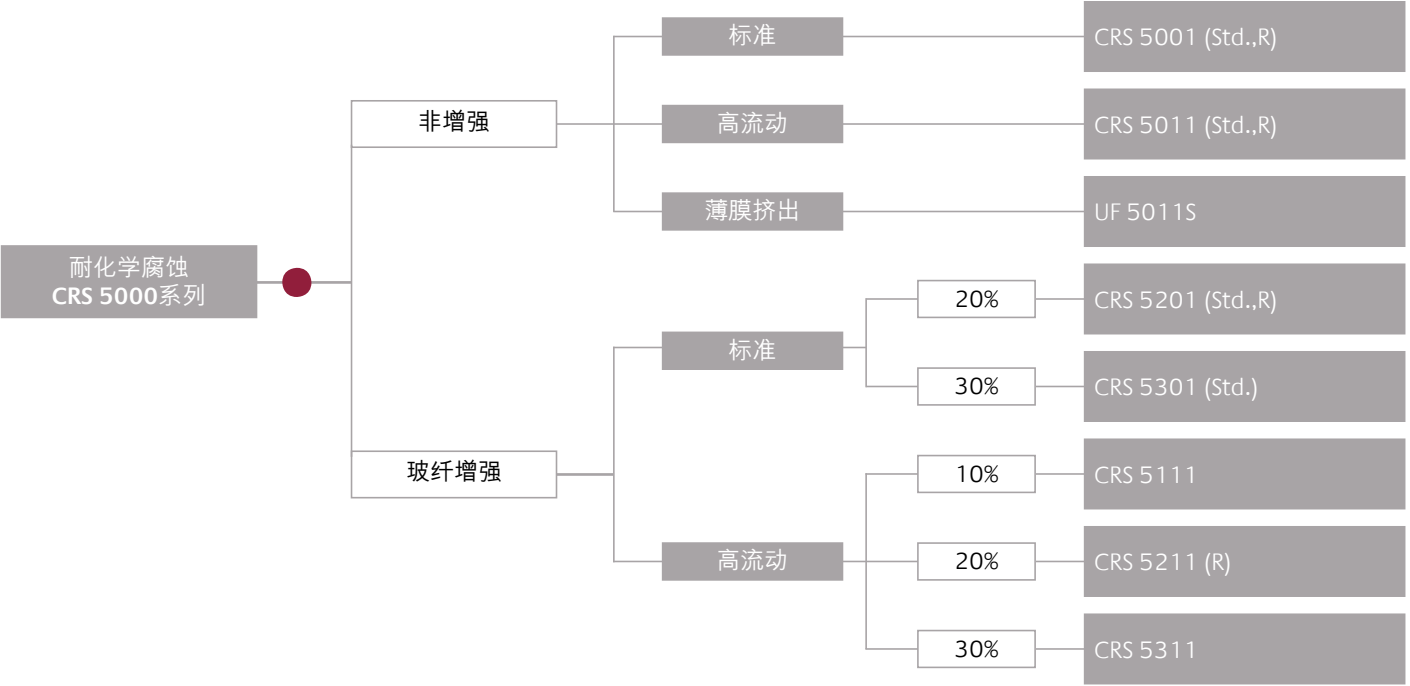 耐化学腐蚀
CRS 5000系列
非增强
标准
CRS 5001 (Std.,R)
高流动
CRS 5011 (Std.,R)
薄膜挤出
UF 5011S
玻纤增强
标准
20%
CRS 5201 (Std.,R)
30%
CRS 5301 (Std.)
高流动
10%
CRS 5111
20%
CRS 5211 (R)
30%
CRS 5311